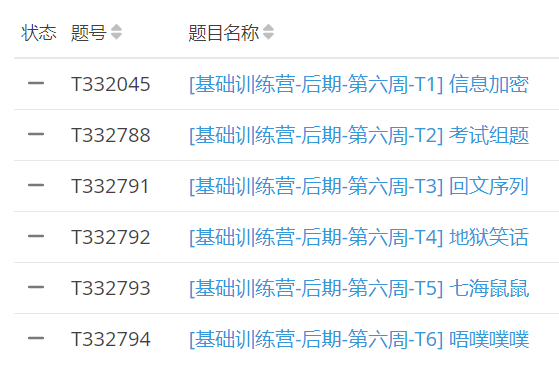 状态 题号 题目名称
— T332045 [基础训练营-后期-第六周-T1] 信息加密
— T332788 [基础训练营-后期-第六周-T2] 考试组题
— T332791 [基础训练营-后期-第六周-T3] 回文序列
— T332792 [基础训练营-后期-第六周-T4] 地狱笑话
— T332793 [基础训练营-后期-第六周-T5] 七海鼠鼠
— T332794 [基础训练营-后期-第六周-T6] 唔噗噗噗